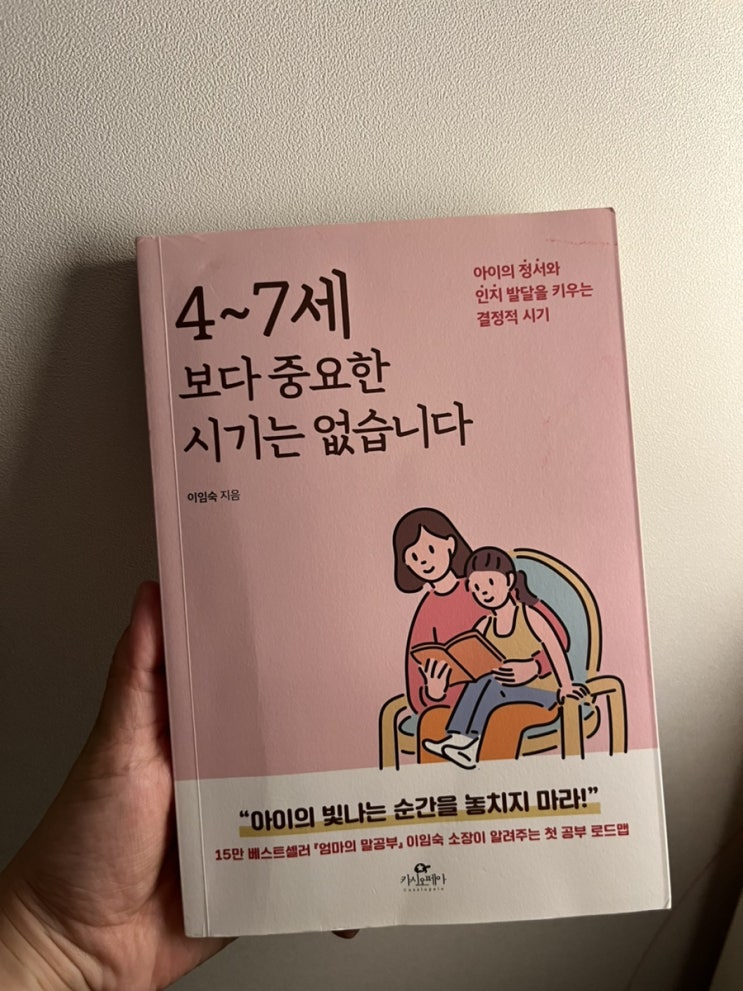 아이의 정서와
인지 발달을 키우는
결정적 시기
4~7세
보다 중요한
시기는 없습니다
이임숙 지음
“아이의 빛나는 순간을 놓치지 마라!”
15만 베스트셀러 『엄마의 말공부』 이임숙 소장이 알려주는 첫 공부 로드맵
카시오페아
Cassiopeia